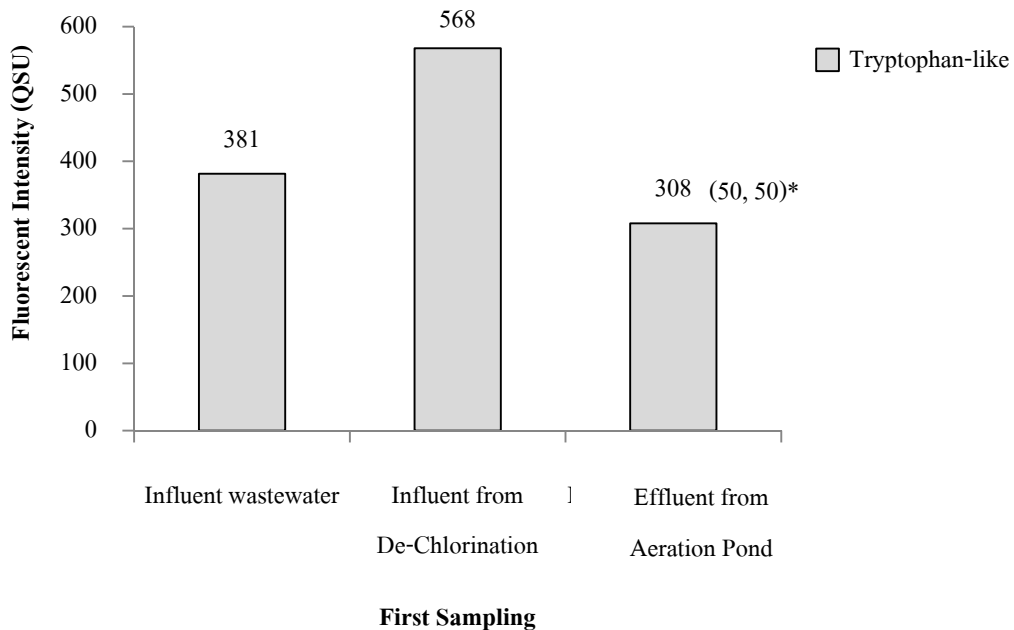 Fluorescent Intensity (QSU)
600
500
400
300
200
100
0
568
381
308 (50, 50)*
Tryptophan-like
Influent wastewater
Influent from
De-Chlorination
Effluent from
Aeration Pond
First Sampling